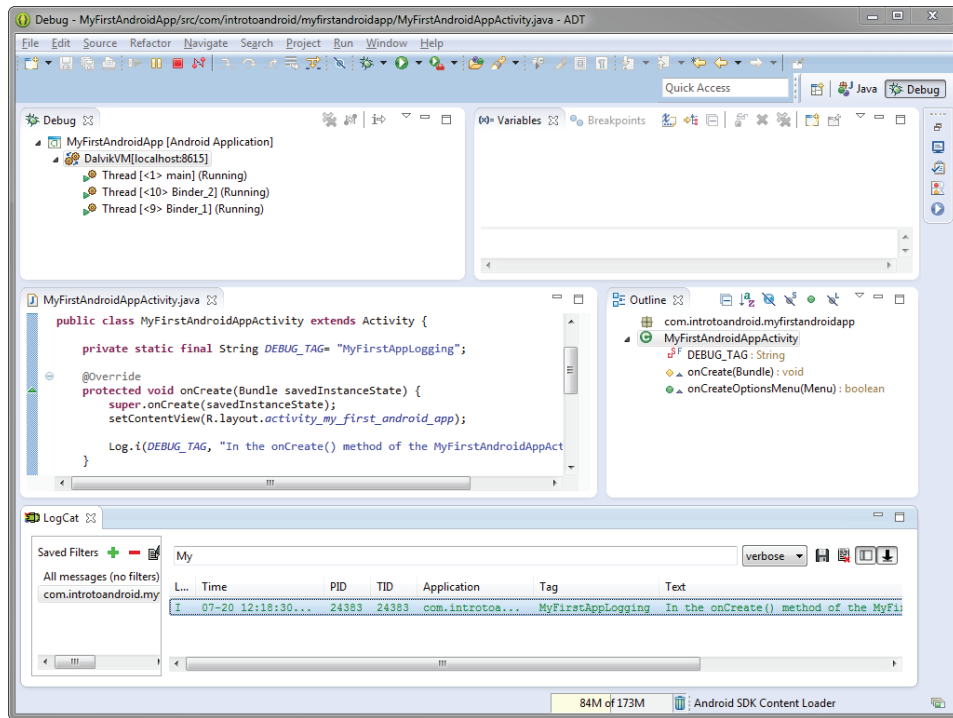 Debug - MyFirstAndroidApp/src/com/introtoandroid/myfirstandroidapp/MyFirstAndroidAppActivity.java - ADT
File Edit Source Refactor Navigate Search Project Run Window Help
Quick Access
Java
Debug
Debug
MyFirstAndroidApp [Android Application]
DalvikVM[localhost:8615]
Thread [<1> main] (Running)
Thread [<10> Binder_2] (Running)
Thread [<9> Binder_1] (Running)
(x)= Variables
Breakpoints
MyFirstAndroidAppActivity.java
public class MyFirstAndroidAppActivity extends Activity {
private static final String DEBUG_TAG= "MyFirstAppLogging";
@Override
protected void onCreate(Bundle savedInstanceState) {
super.onCreate(savedInstanceState);
setContentView(R.layout.activity_my_first_android_app);
Log.i(DEBUG_TAG, "In the onCreate() method of the MyFirstAndroidAppAct
}
Outline
com.introtoandroid.myfirstandroidapp
MyFirstAndroidAppActivity
DEBUG_TAG : String
onCreate(Bundle) : void
onCreateOptionsMenu(Menu) : boolean
LogCat
Saved Filters
All messages (no filters)
com.introtoandroid.my
My
verbose
L... Time PID TID Application Tag Text
I 07-20 12:18:30... 24383 24383 com.introtoa... MyFirstAppLogging In the onCreate() method of the MyFi
84M of 173M
Android SDK Content Loader